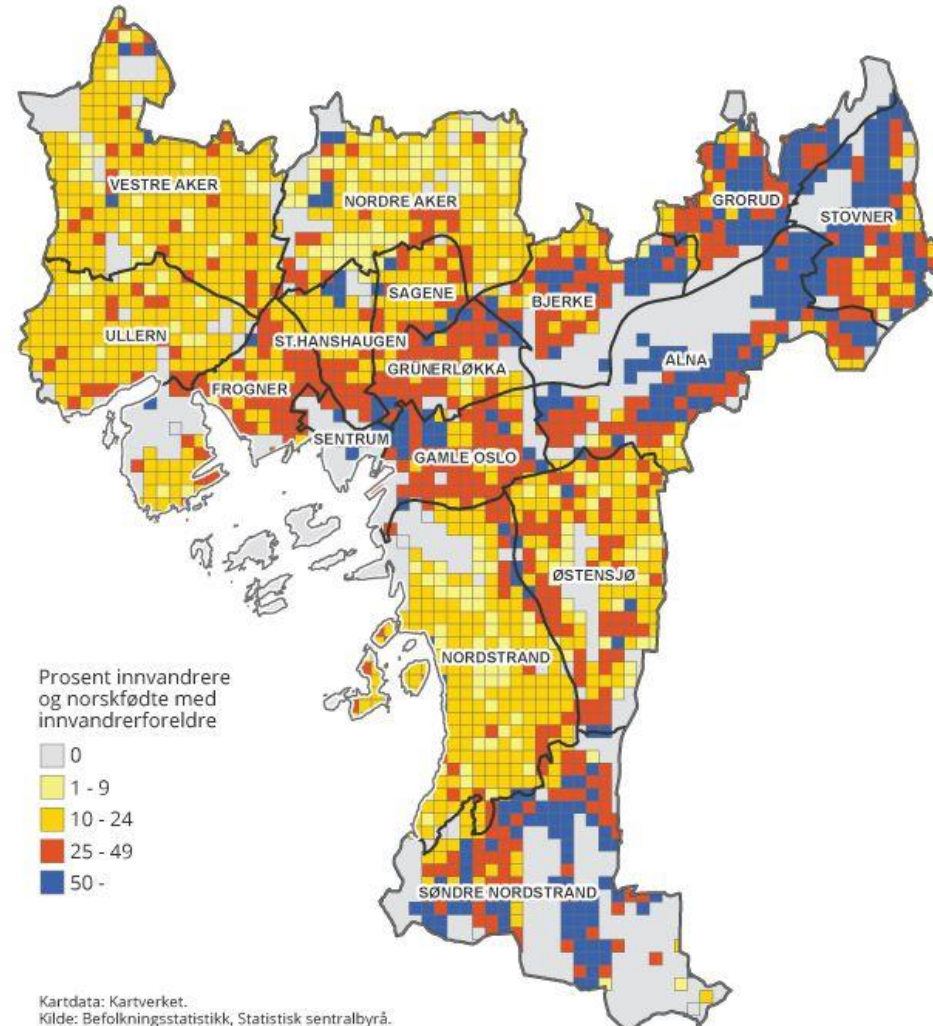 VESTRE AKER
NORDRE AKER
GRORUD
STOVNER
SAGENE
BJERKE
ULLERN
ST.HANSHAUGEN
GRÜNERLØKKA
ALNA
FROGNER
SENTRUM
GAMLE OSLO
ØSTENSJØ
NORDSTRAND
SØNDRE NORDSTRAND
Prosent innvandrere
og norskfødte med
innvandrerforeldre
0
1 - 9
10 - 24
25 - 49
50 -
Kartdata: Kartverket.
Kilde: Befolkningsstatistikk, Statistisk sentralbyrå.